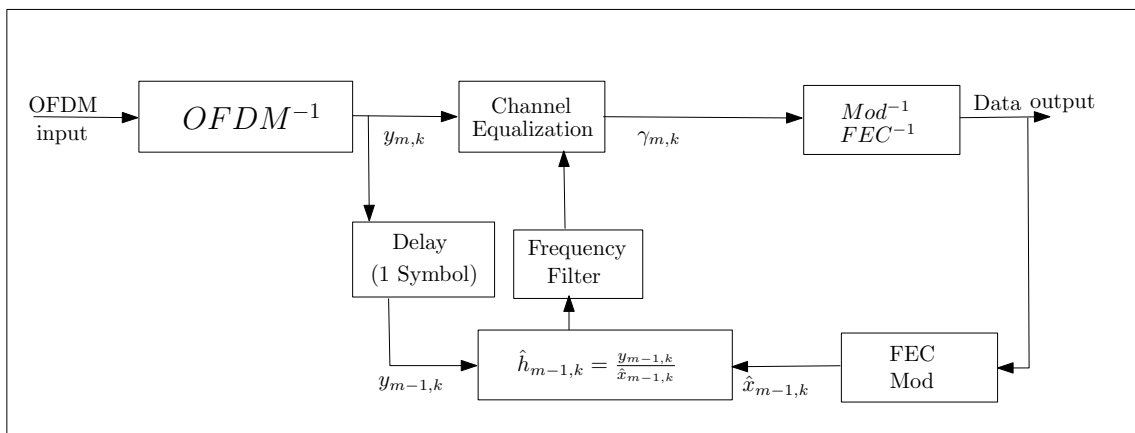 OFDM
input
OFDM⁻¹
y_{m,k}
Channel
Equalization
γ_{m,k}
Mod⁻¹
FEC⁻¹
Data output
Delay
(1 Symbol)
Frequency
Filter
y_{m−1,k}
ĥ_{m−1,k} = y_{m−1,k} / x̂_{m−1,k}
x̂_{m−1,k}
FEC
Mod